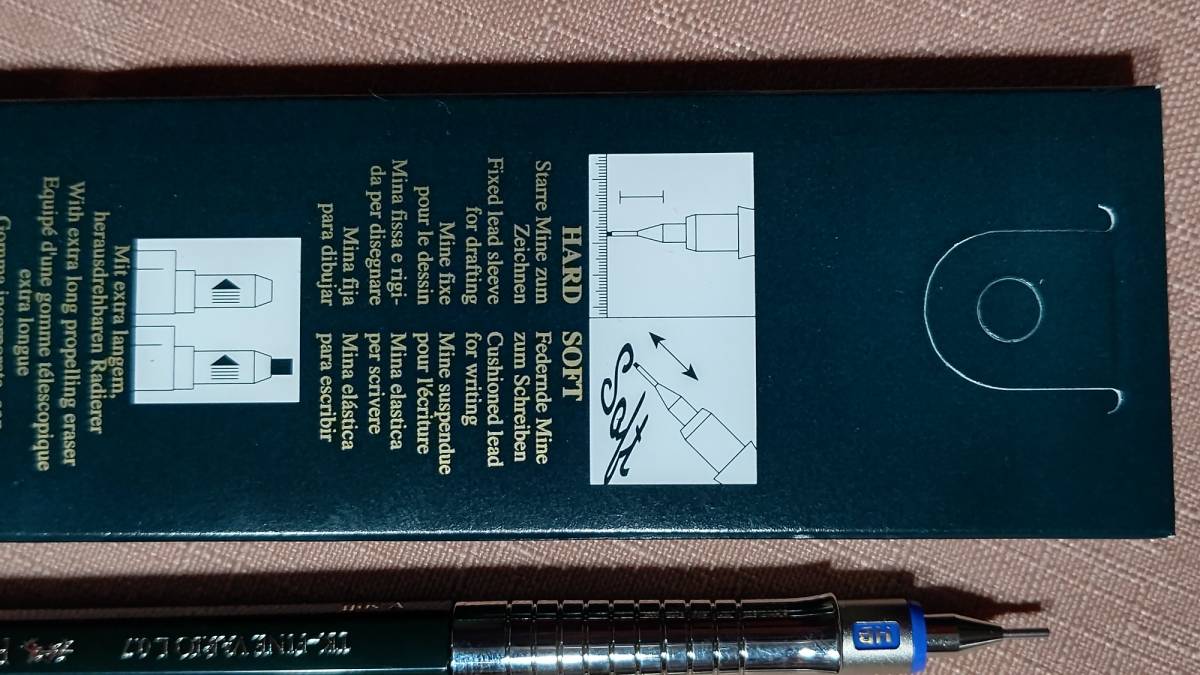 HARD
Starre Mine zum
Zeichnen
Fixed lead sleeve
for drafting
Mine fixe
pour le dessin
Mina fissa e rigi-
da per disegnare
Mina fija
para dibujar
Soft
SOFT
Federnde Mine
zum Schreiben
Cushioned lead
for writing
Mine suspendue
pour l'écriture
Mina elastica
per scrivere
Mina elástica
para escribir
Mit extra langem,
herausdrehbaren Radierer
With extra long propelling eraser
Equipé d'une gomme télescopique
extra longue
TK-FINE VARIO L 0.7
HB